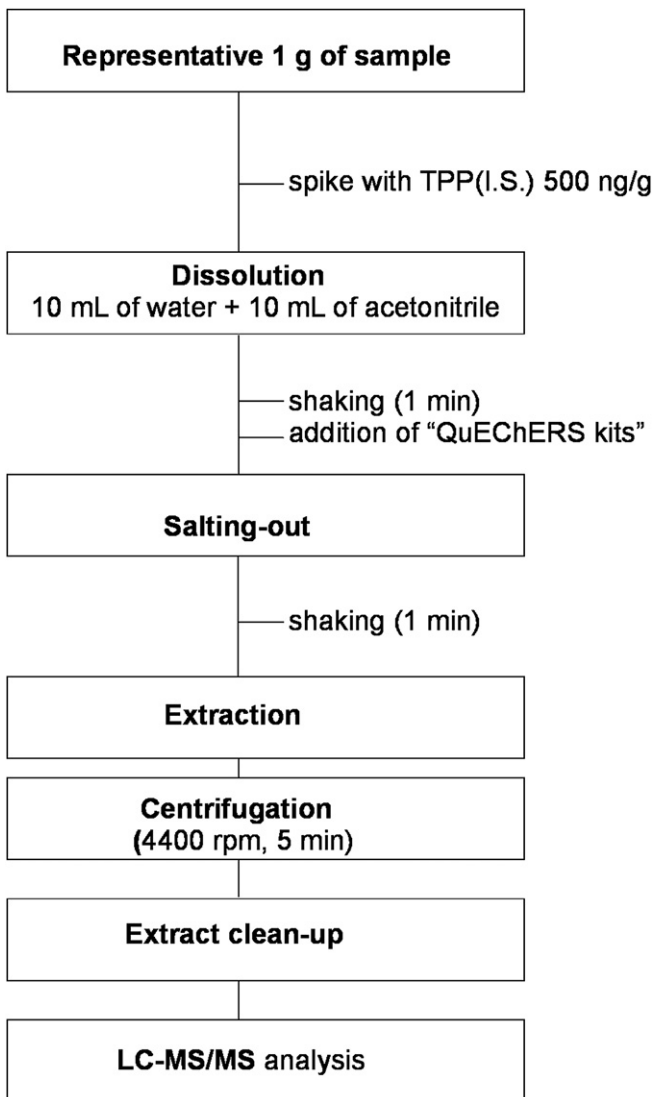 Representative 1 g of sample
spike with TPP(I.S.) 500 ng/g
Dissolution
10 mL of water + 10 mL of acetonitrile
shaking (1 min)
addition of “QuEChERS kits”
Salting-out
shaking (1 min)
Extraction
Centrifugation
(4400 rpm, 5 min)
Extract clean-up
LC-MS/MS analysis